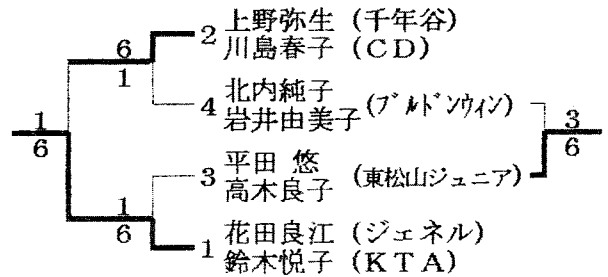 2 上野弥生 (千年谷)
川島春子 (CD)
6
1
4 北内純子 (ブルドンウィン)
岩井由美子
1
6
3
6
3 平田 悠 (東松山ジュニア)
高木良子
1
6
1 花田良江 (ジェネル)
鈴木悦子 (KTA)